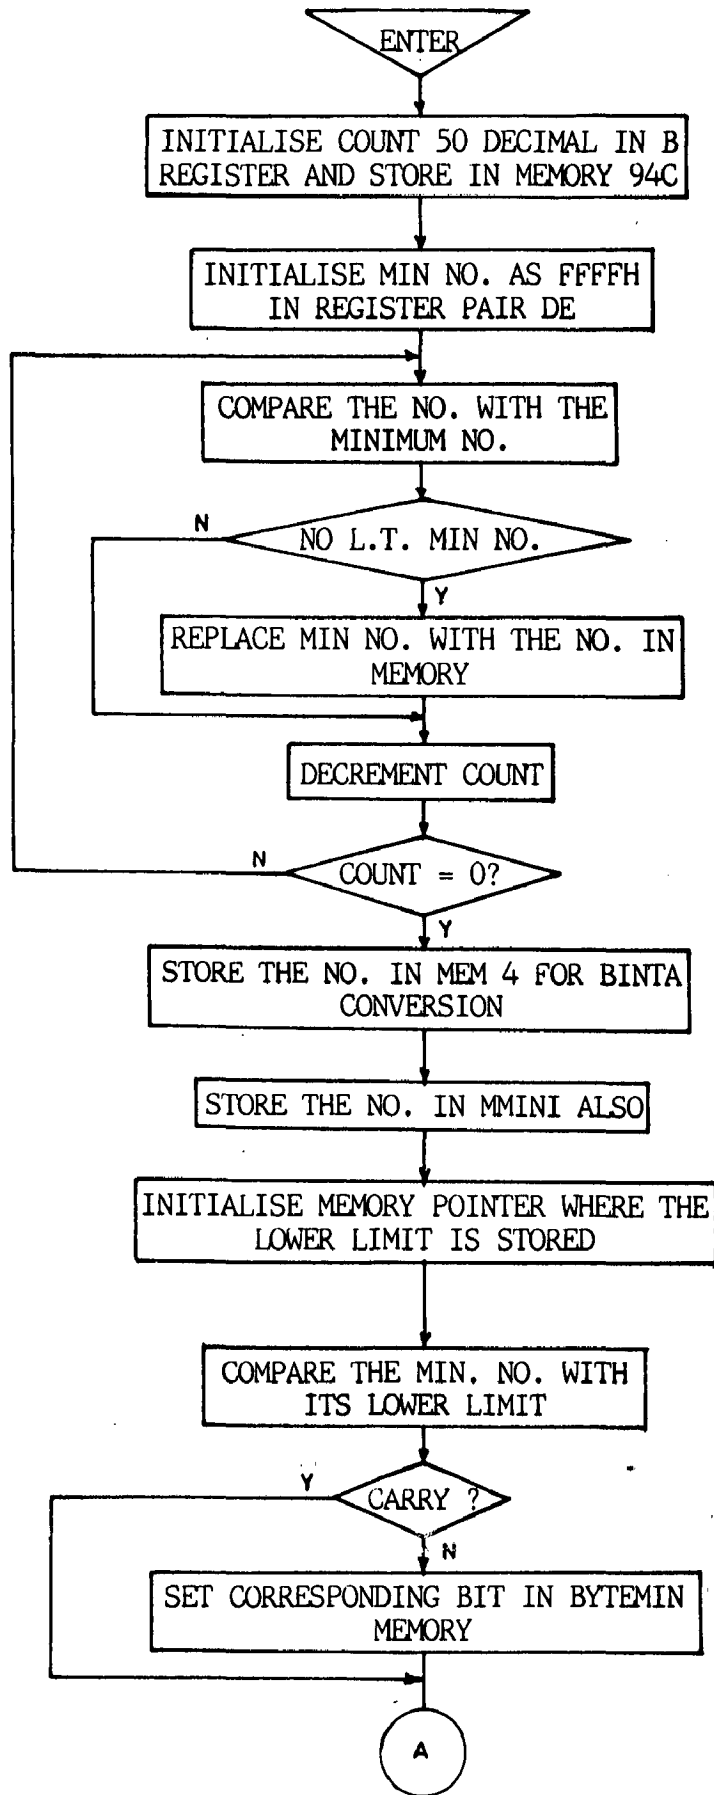 ENTER
INITIALISE COUNT 50 DECIMAL IN B
REGISTER AND STORE IN MEMORY 94C
INITIALISE MIN NO. AS FFFFH
IN REGISTER PAIR DE
COMPARE THE NO. WITH THE
MINIMUM NO.
N
NO L.T. MIN NO.
Y
REPLACE MIN NO. WITH THE NO. IN
MEMORY
DECREMENT COUNT
N
COUNT = 0?
Y
STORE THE NO. IN MEM 4 FOR BINTA
CONVERSION
STORE THE NO. IN MMINI ALSO
INITIALISE MEMORY POINTER WHERE THE
LOWER LIMIT IS STORED
COMPARE THE MIN. NO. WITH
ITS LOWER LIMIT
Y
CARRY ?
N
SET CORRESPONDING BIT IN BYTEMIN
MEMORY
A